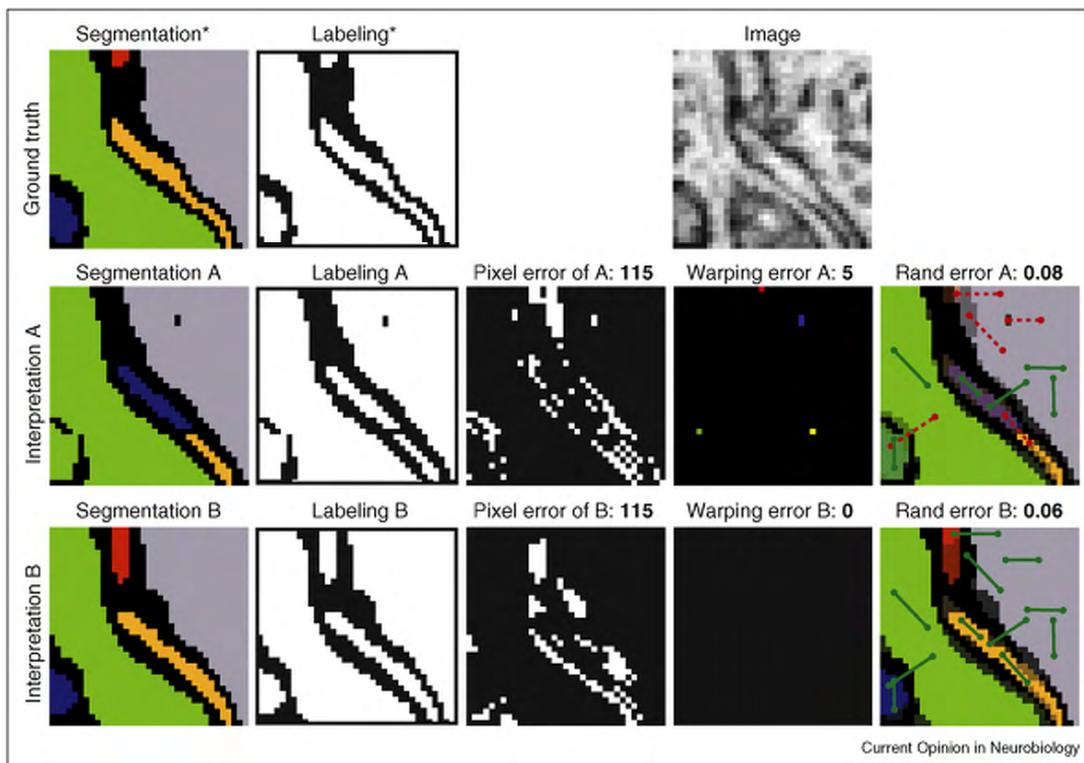 Segmentation* Labeling* Image
Ground truth
Segmentation A Labeling A Pixel error of A: 115 Warping error A: 5 Rand error A: 0.08
Interpretation A
Segmentation B Labeling B Pixel error of B: 115 Warping error B: 0 Rand error B: 0.06
Interpretation B
Current Opinion in Neurobiology